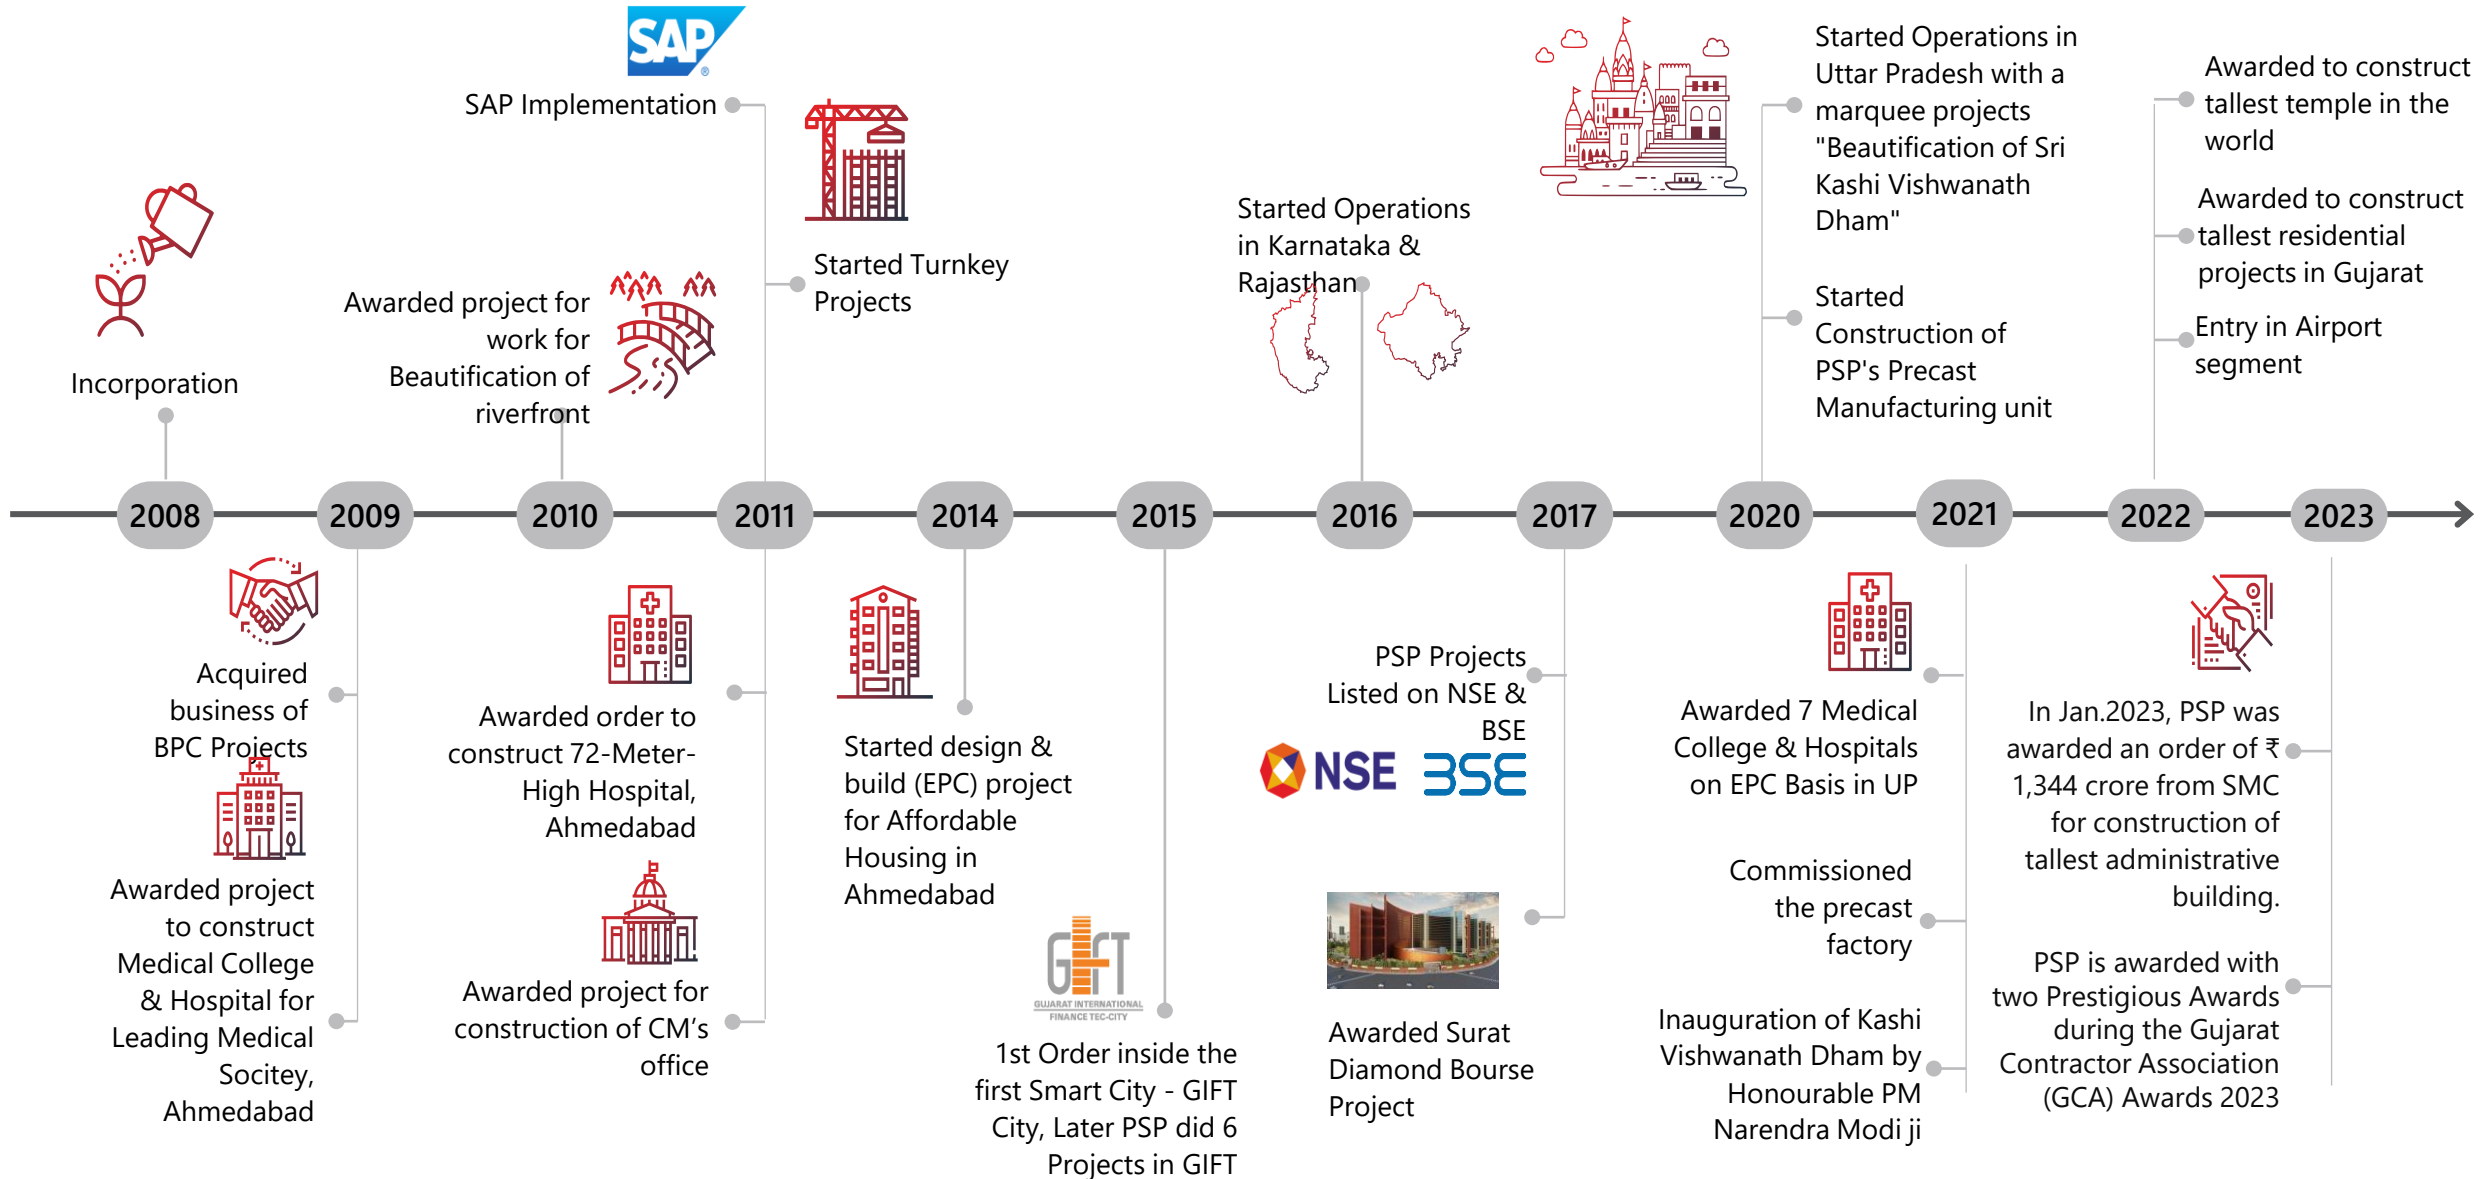 SAP
®
SAP Implementation
Started Turnkey
Projects
Incorporation
Awarded project for
work for
Beautification of
riverfront
Started Operations
in Karnataka &
Rajasthan
Started Operations in
Uttar Pradesh with a
marquee projects
"Beautification of Sri
Kashi Vishwanath
Dham"
Started
Construction of
PSP's Precast
Manufacturing unit
Awarded to construct
tallest temple in the
world
Awarded to construct
tallest residential
projects in Gujarat
Entry in Airport
segment
2008
2009
2010
2011
2014
2015
2016
2017
2020
2021
2022
2023
Acquired
business of
BPC Projects
Awarded project
to construct
Medical College
& Hospital for
Leading Medical
Socitey,
Ahmedabad
Awarded order to
construct 72-Meter-
High Hospital,
Ahmedabad
Awarded project for
construction of CM’s
office
Started design &
build (EPC) project
for Affordable
Housing in
Ahmedabad
GIFT
GUJARAT INTERNATIONAL
FINANCE TEC-CITY
1st Order inside the
first Smart City - GIFT
City, Later PSP did 6
Projects in GIFT
PSP Projects
Listed on NSE &
BSE
NSE
BSE
Awarded Surat
Diamond Bourse
Project
Awarded 7 Medical
College & Hospitals
on EPC Basis in UP
Commissioned
the precast
factory
Inauguration of Kashi
Vishwanath Dham by
Honourable PM
Narendra Modi ji
In Jan.2023, PSP was
awarded an order of ₹
1,344 crore from SMC
for construction of
tallest administrative
building.
PSP is awarded with
two Prestigious Awards
during the Gujarat
Contractor Association
(GCA) Awards 2023